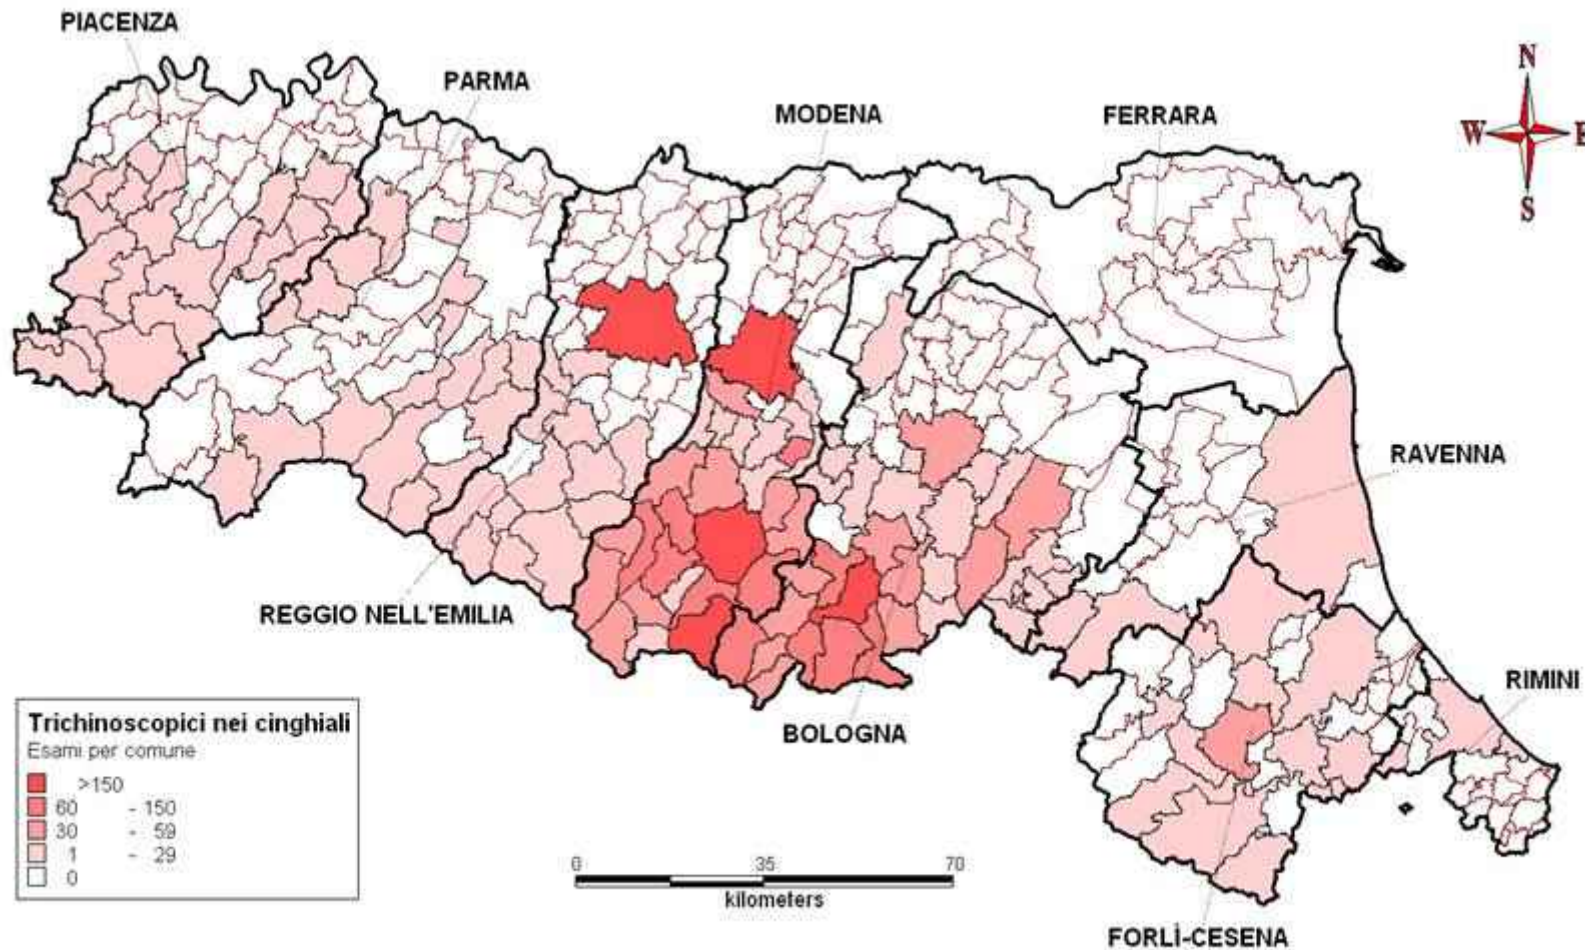 PIACENZA
PARMA
MODENA
FERRARA
N
W
E
S
RAVENNA
REGGIO NELL'EMILIA
RIMINI
BOLOGNA
FORLÌ-CESENA
Trichinoscopici nei cinghiali
Esami per comune
>150
60 - 150
30 - 59
1 - 29
0
0 35 70
kilometers